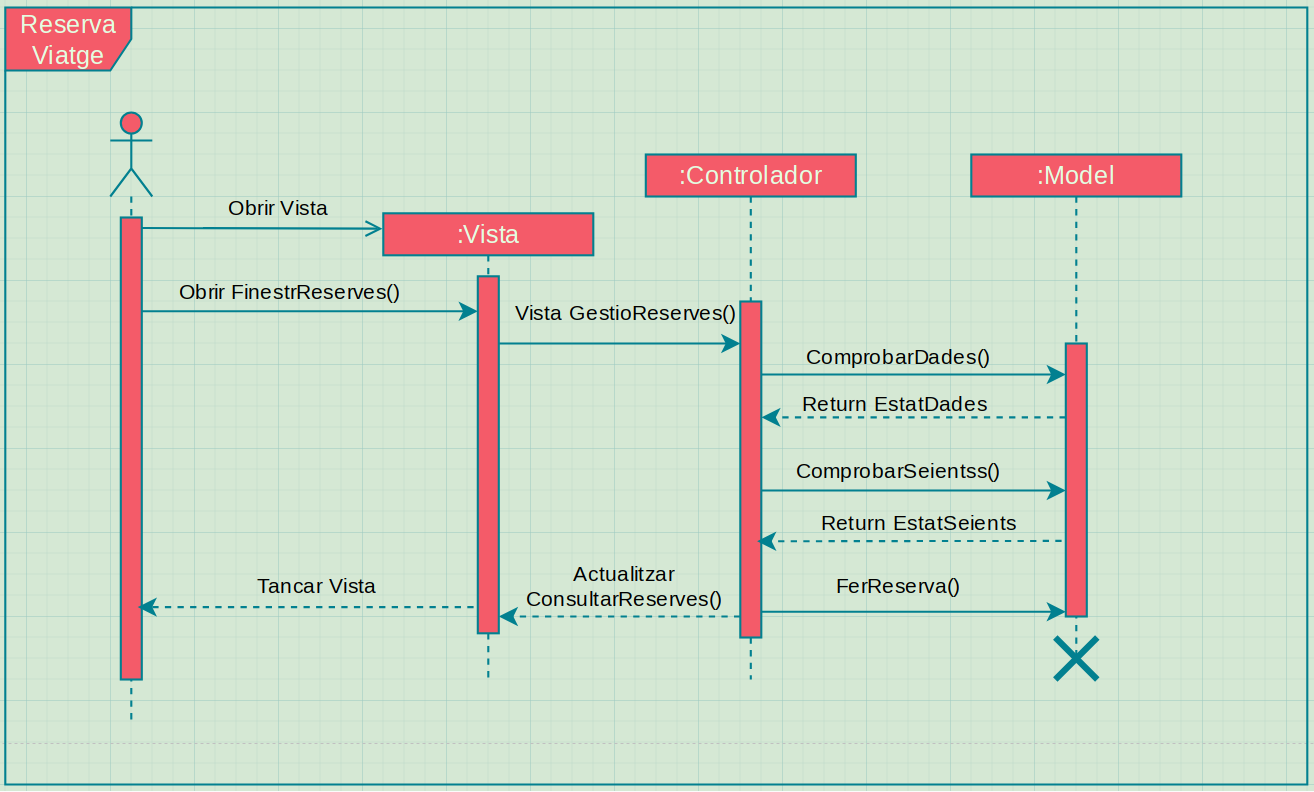 Reserva
Viatge
:Controlador
:Model
Obrir Vista
:Vista
Obrir FinestrReserves()
Vista GestioReserves()
ComprobarDades()
Return EstatDades
ComprobarSeientss()
Return EstatSeients
Actualitzar
ConsultarReserves()
Tancar Vista
FerReserva()